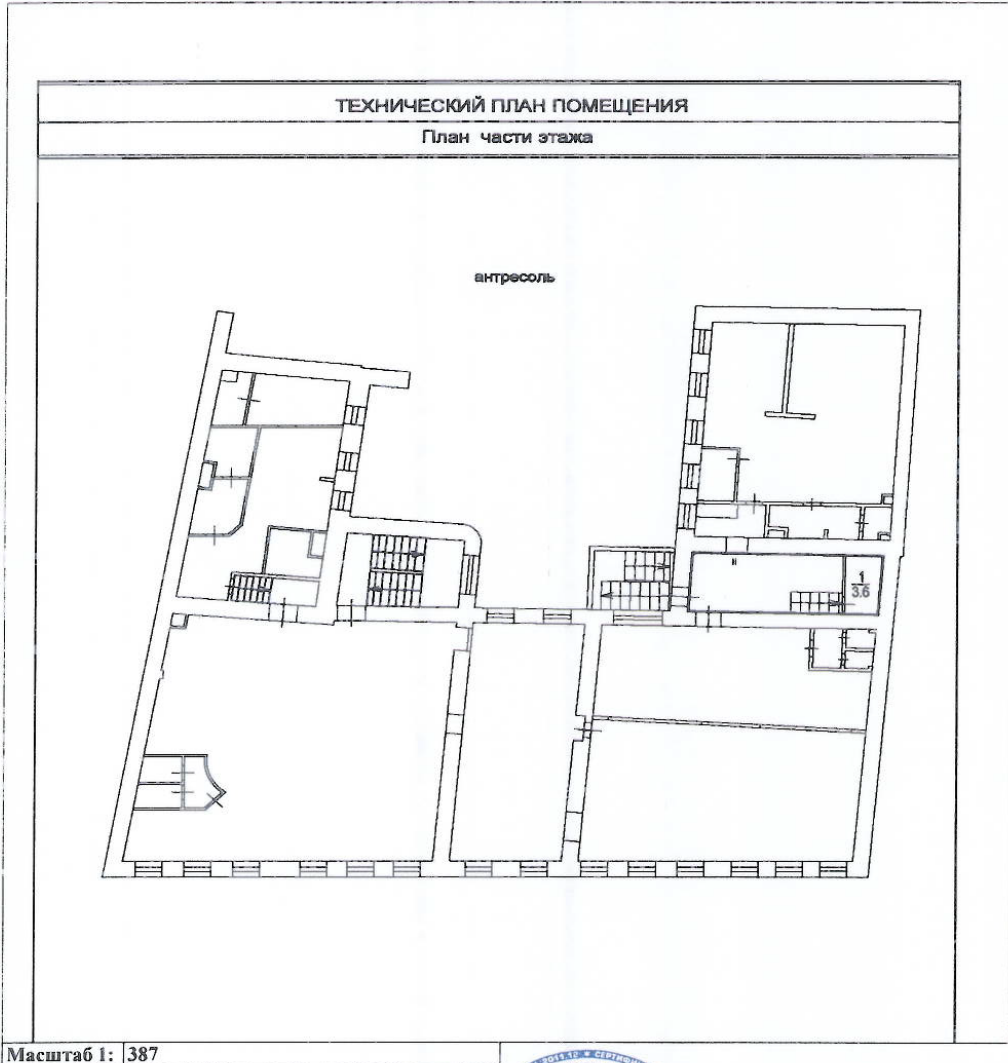 ТЕХНИЧЕСКИЙ ПЛАН ПОМЕЩЕНИЯ
План части этажа
антресоль
н
1
3.6
Масштаб 1: 387